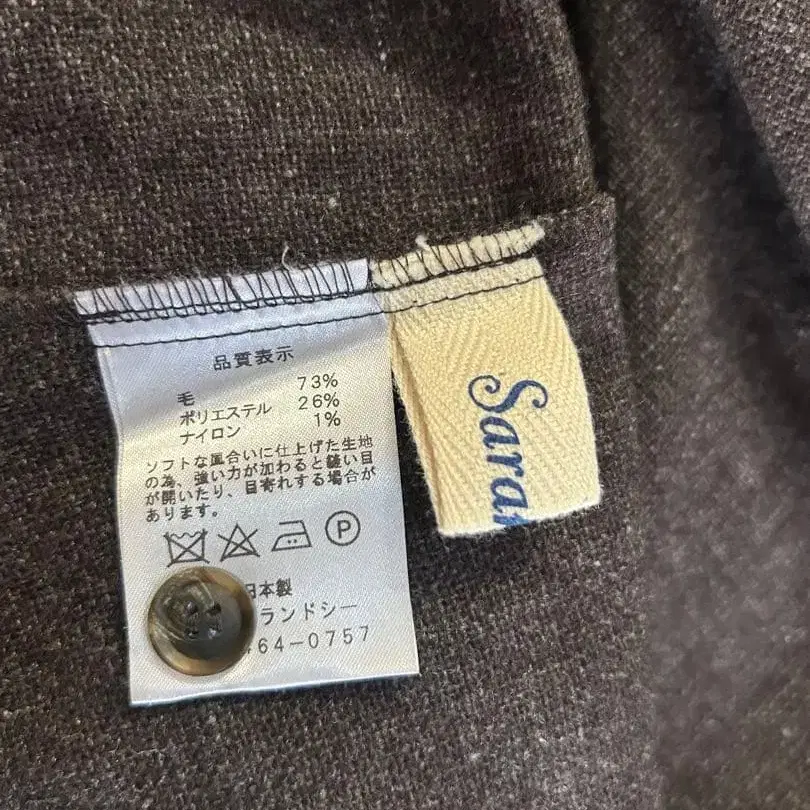 品質表示
毛 73%
ポリエステル 26%
ナイロン 1%
ソフトな風合いに仕上げた生地
の為、強い力が加わると縫い目
が開いたり、目寄れする場合が
あります。
P
日本製
ランドシー
464-0757
Sara